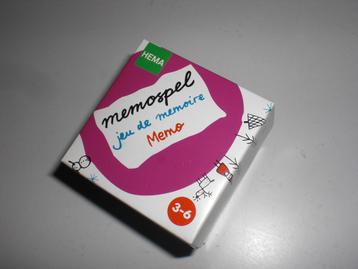 HEMA
memospel
jeu de memoire
Memo
3-6